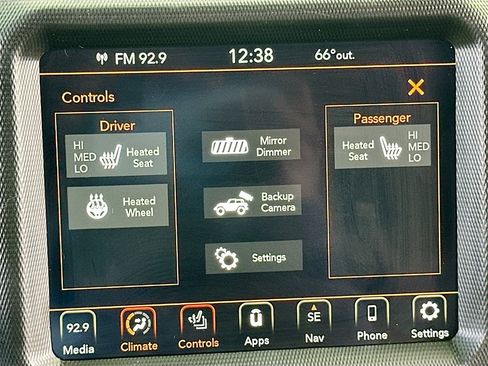 FM 92.9 12:38 66° out.
Controls
Driver
HI
MED
LO
Heated
Seat
Heated
Wheel
Mirror
Dimmer
Backup
Camera
Settings
Passenger
Heated
Seat
HI
MED
LO
92.9 SE
Media Climate Controls Apps Nav Phone Settings